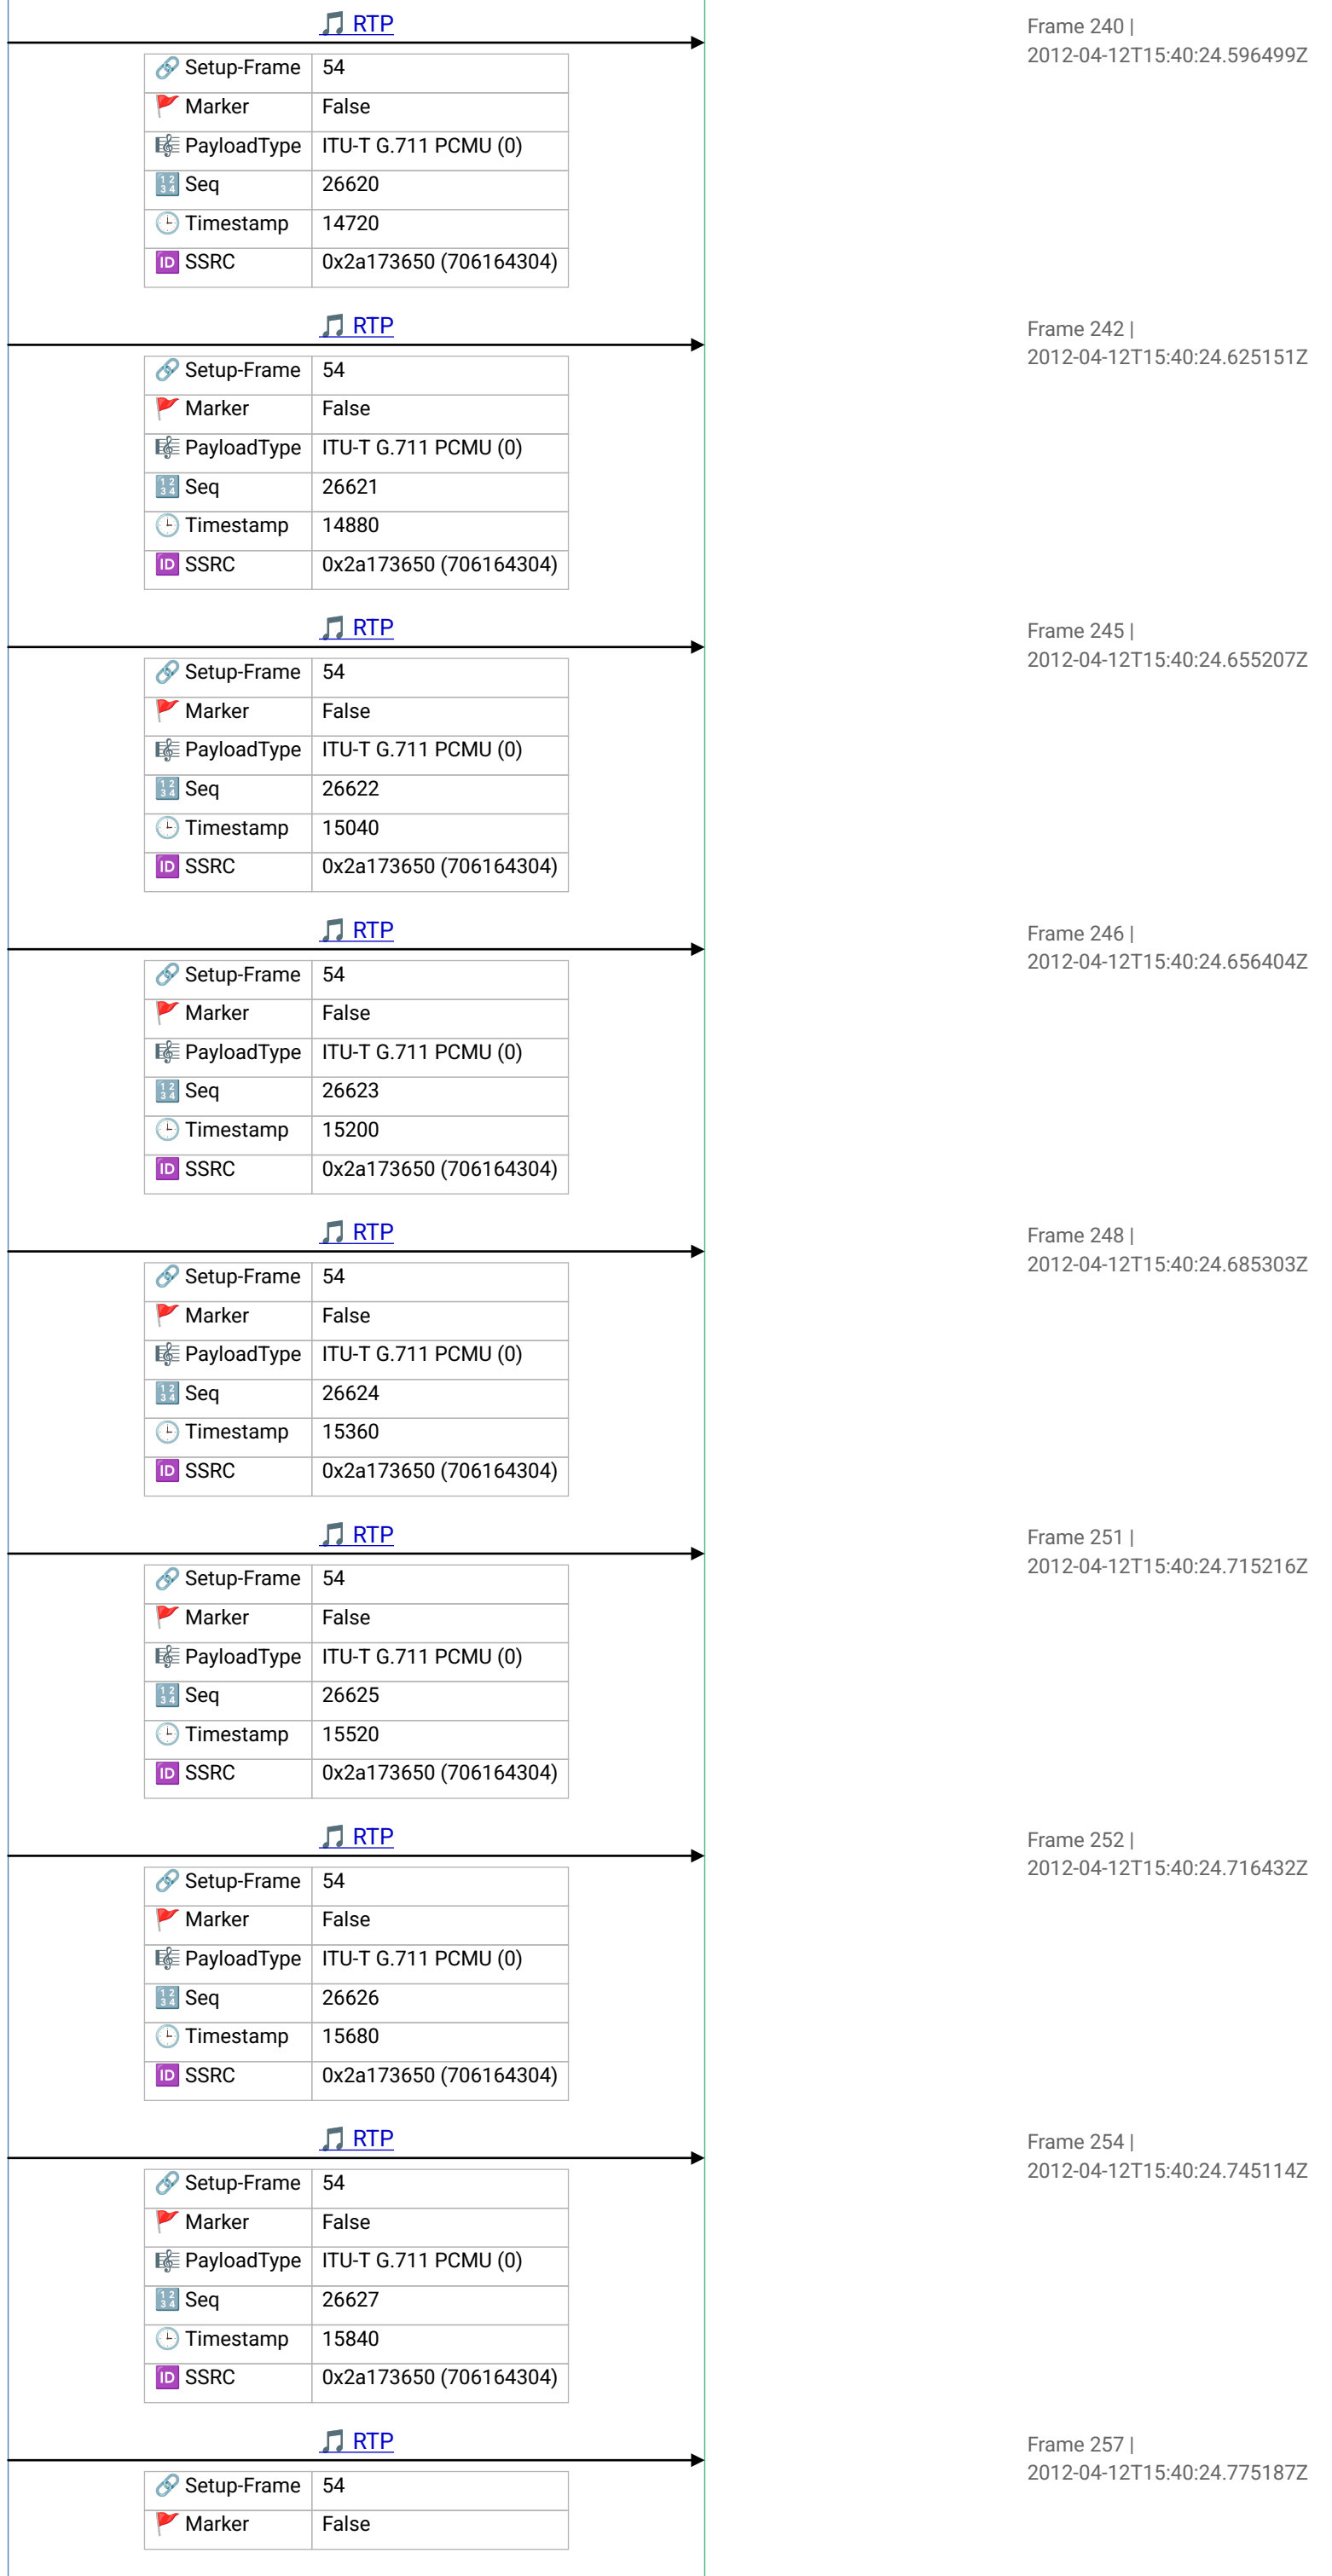 🎵 RTP
Frame 240 |
2012-04-12T15:40:24.596499Z
🔗 Setup-Frame 54
🚩 Marker False
🎼 PayloadType ITU-T G.711 PCMU (0)
🔢 Seq 26620
🕒 Timestamp 14720
🆔 SSRC 0x2a173650 (706164304)
🎵 RTP
Frame 242 |
2012-04-12T15:40:24.625151Z
🔗 Setup-Frame 54
🚩 Marker False
🎼 PayloadType ITU-T G.711 PCMU (0)
🔢 Seq 26621
🕒 Timestamp 14880
🆔 SSRC 0x2a173650 (706164304)
🎵 RTP
Frame 245 |
2012-04-12T15:40:24.655207Z
🔗 Setup-Frame 54
🚩 Marker False
🎼 PayloadType ITU-T G.711 PCMU (0)
🔢 Seq 26622
🕒 Timestamp 15040
🆔 SSRC 0x2a173650 (706164304)
🎵 RTP
Frame 246 |
2012-04-12T15:40:24.656404Z
🔗 Setup-Frame 54
🚩 Marker False
🎼 PayloadType ITU-T G.711 PCMU (0)
🔢 Seq 26623
🕒 Timestamp 15200
🆔 SSRC 0x2a173650 (706164304)
🎵 RTP
Frame 248 |
2012-04-12T15:40:24.685303Z
🔗 Setup-Frame 54
🚩 Marker False
🎼 PayloadType ITU-T G.711 PCMU (0)
🔢 Seq 26624
🕒 Timestamp 15360
🆔 SSRC 0x2a173650 (706164304)
🎵 RTP
Frame 251 |
2012-04-12T15:40:24.715216Z
🔗 Setup-Frame 54
🚩 Marker False
🎼 PayloadType ITU-T G.711 PCMU (0)
🔢 Seq 26625
🕒 Timestamp 15520
🆔 SSRC 0x2a173650 (706164304)
🎵 RTP
Frame 252 |
2012-04-12T15:40:24.716432Z
🔗 Setup-Frame 54
🚩 Marker False
🎼 PayloadType ITU-T G.711 PCMU (0)
🔢 Seq 26626
🕒 Timestamp 15680
🆔 SSRC 0x2a173650 (706164304)
🎵 RTP
Frame 254 |
2012-04-12T15:40:24.745114Z
🔗 Setup-Frame 54
🚩 Marker False
🎼 PayloadType ITU-T G.711 PCMU (0)
🔢 Seq 26627
🕒 Timestamp 15840
🆔 SSRC 0x2a173650 (706164304)
🎵 RTP
Frame 257 |
2012-04-12T15:40:24.775187Z
🔗 Setup-Frame 54
🚩 Marker False